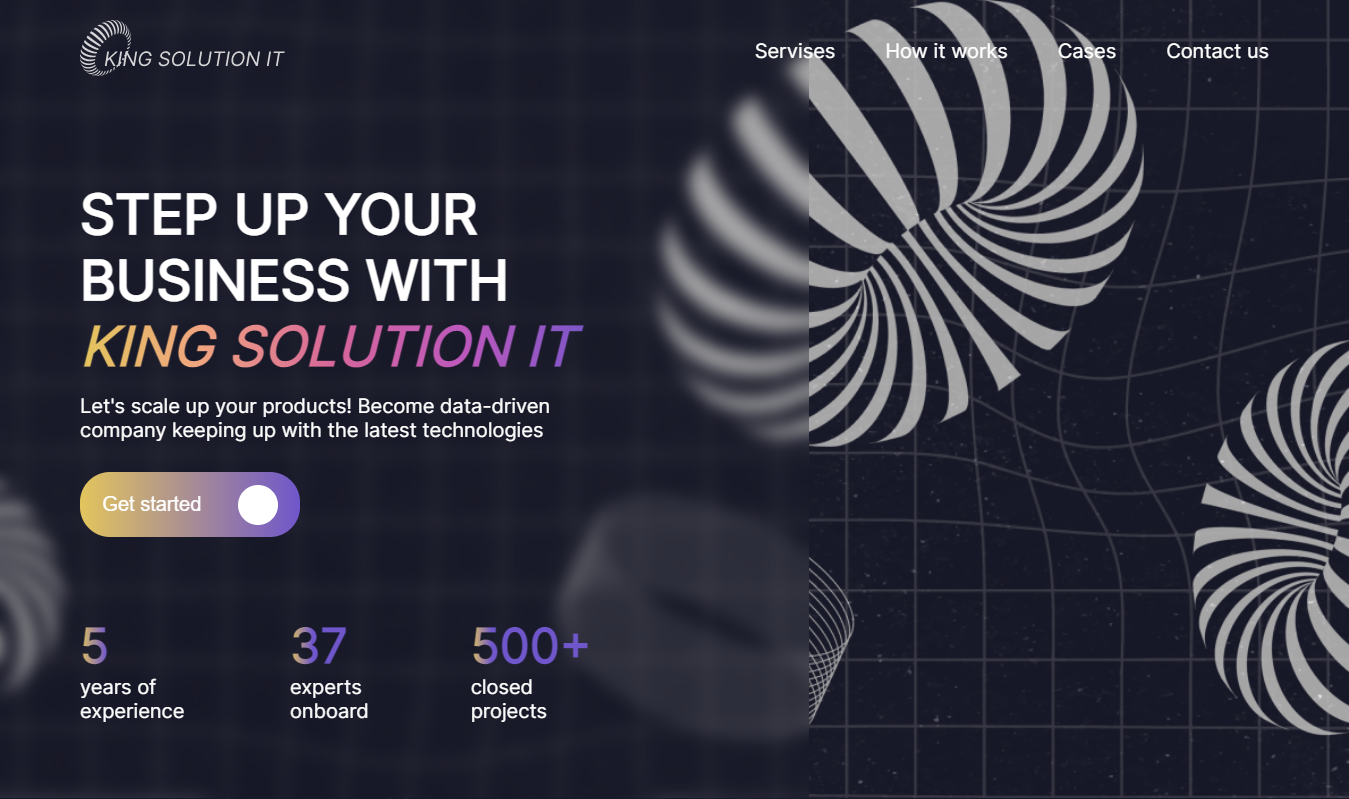 KING SOLUTION IT
Servises How it works Cases Contact us
STEP UP YOUR
BUSINESS WITH
KING SOLUTION IT
Let's scale up your products! Become data-driven
company keeping up with the latest technologies
Get started
5 37 500+
years of experts closed
experience onboard projects